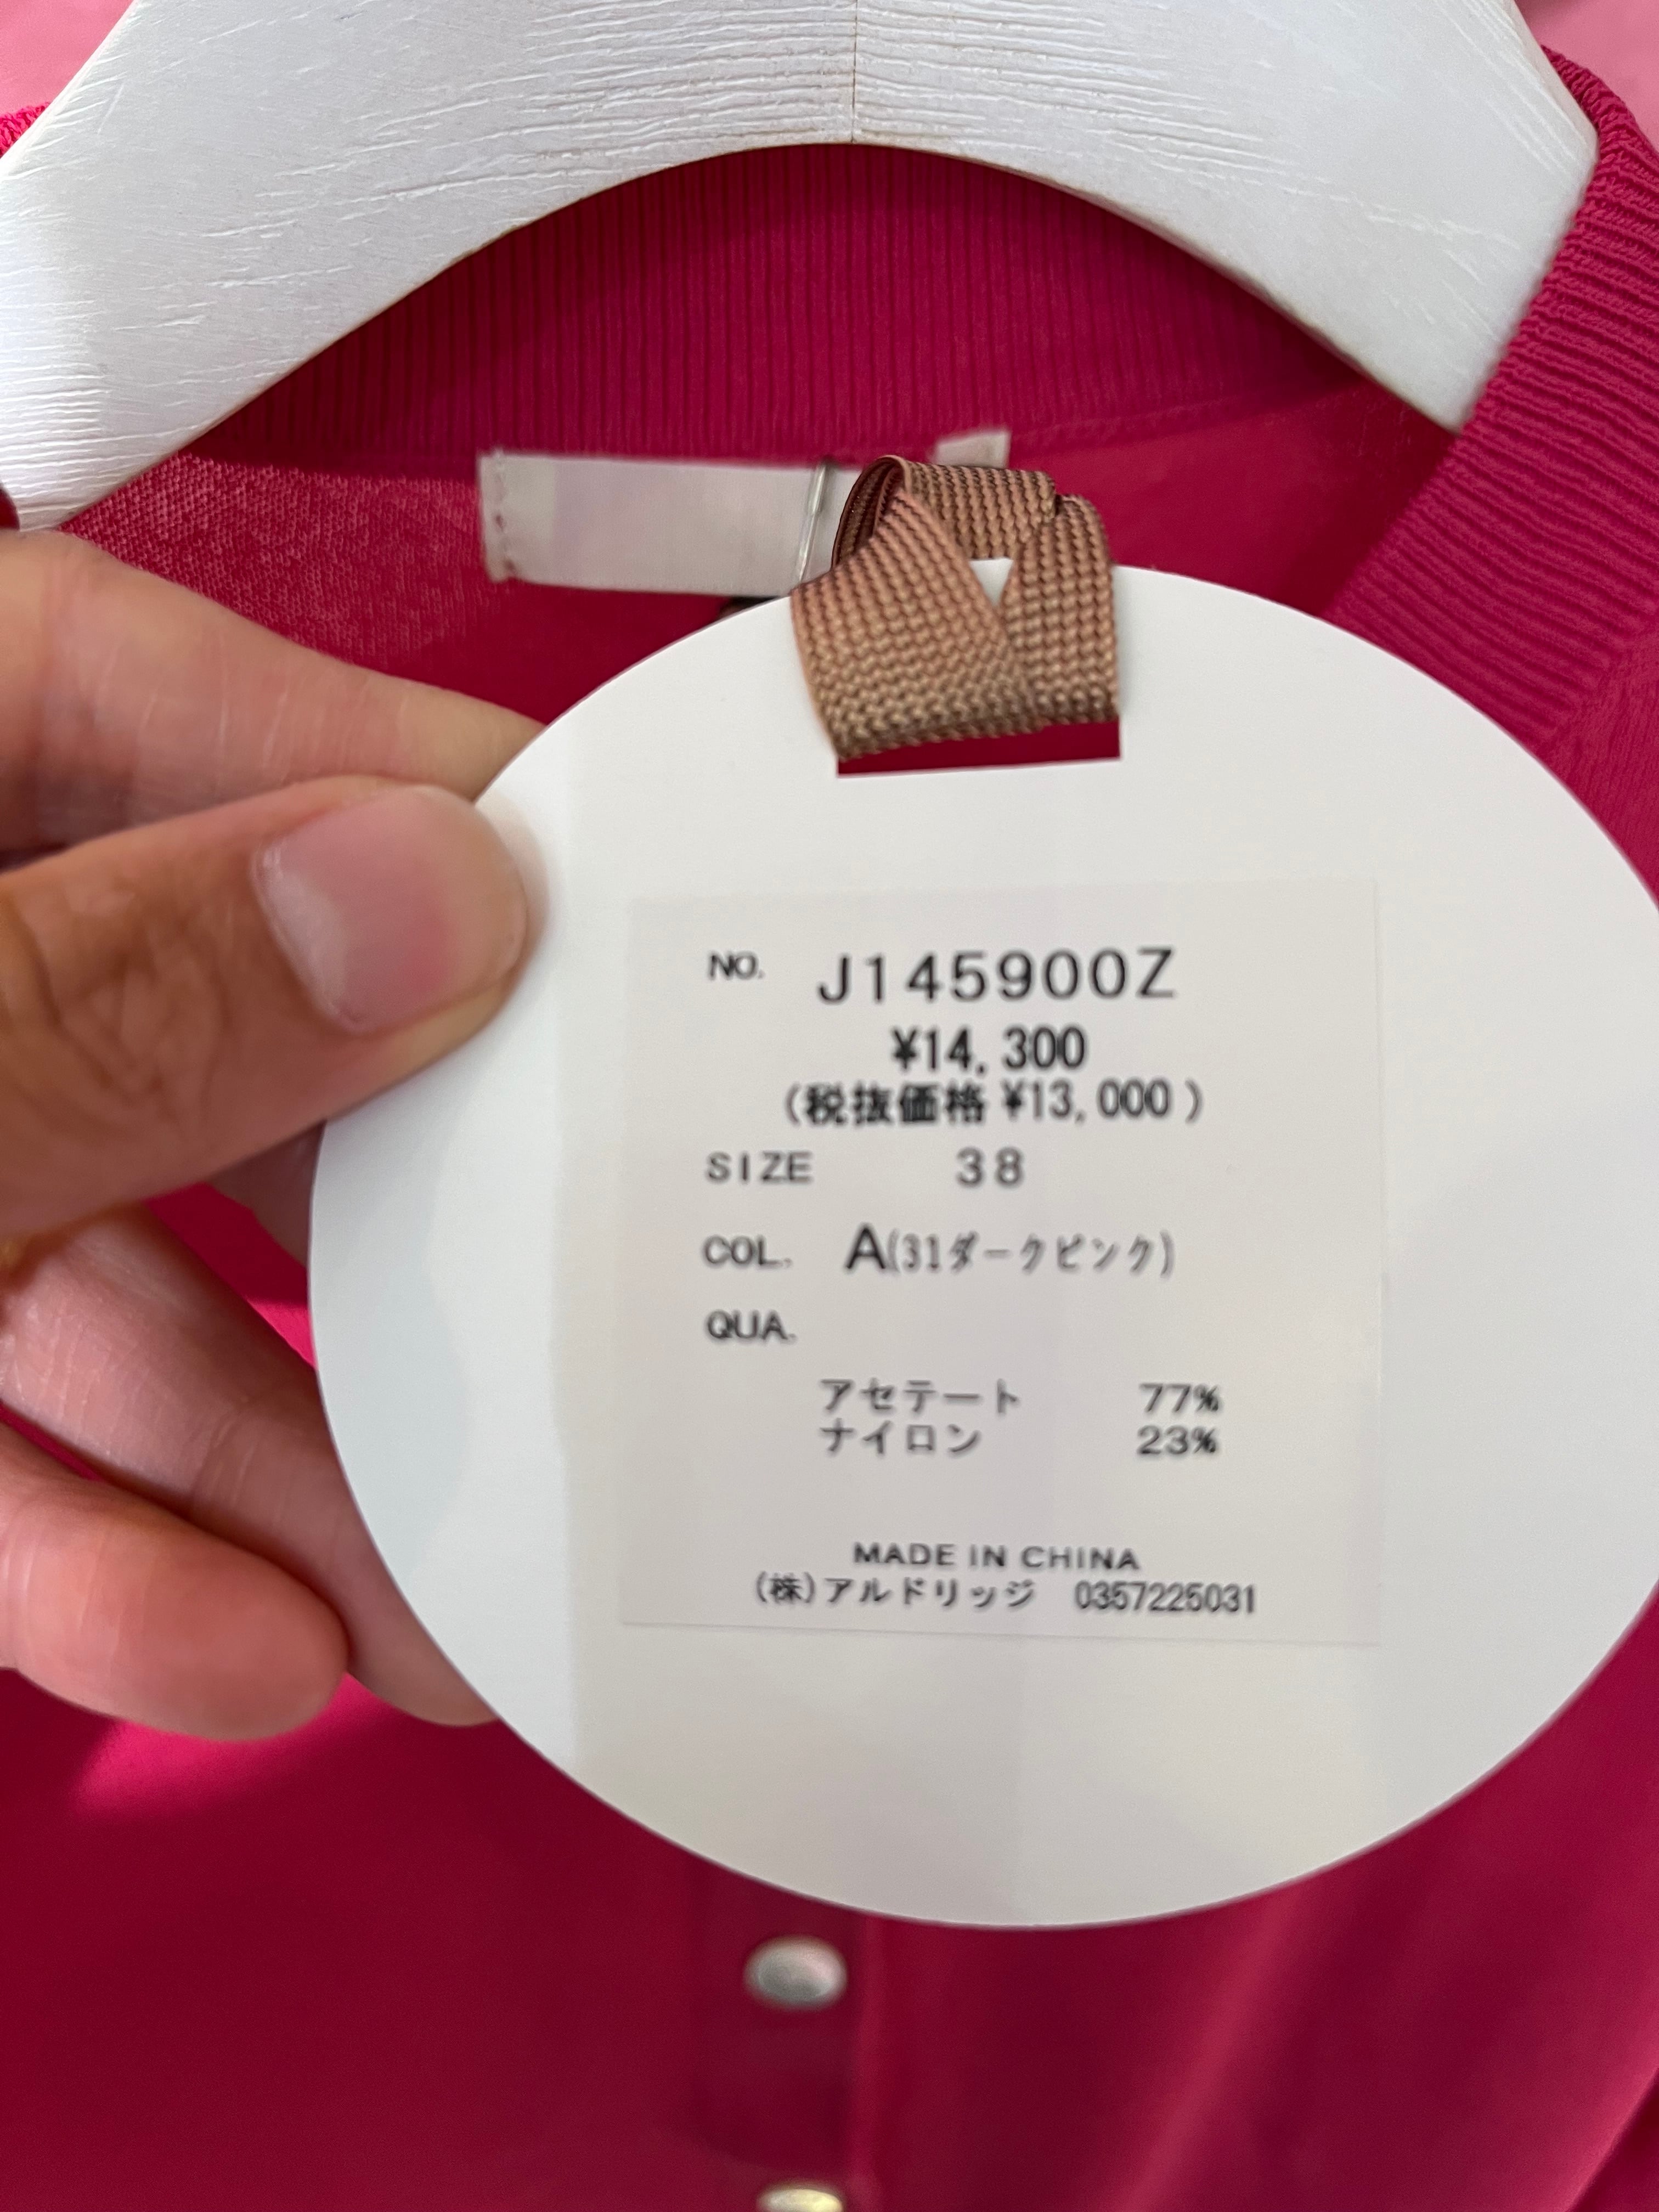 NO. J145900Z
¥14,300
(税抜価格 ¥13,000)
SIZE 38
COL. A(31ダークピンク)
QUA.
アセテート 77%
ナイロン 23%
MADE IN CHINA
(株)アルドリッジ 0357225031